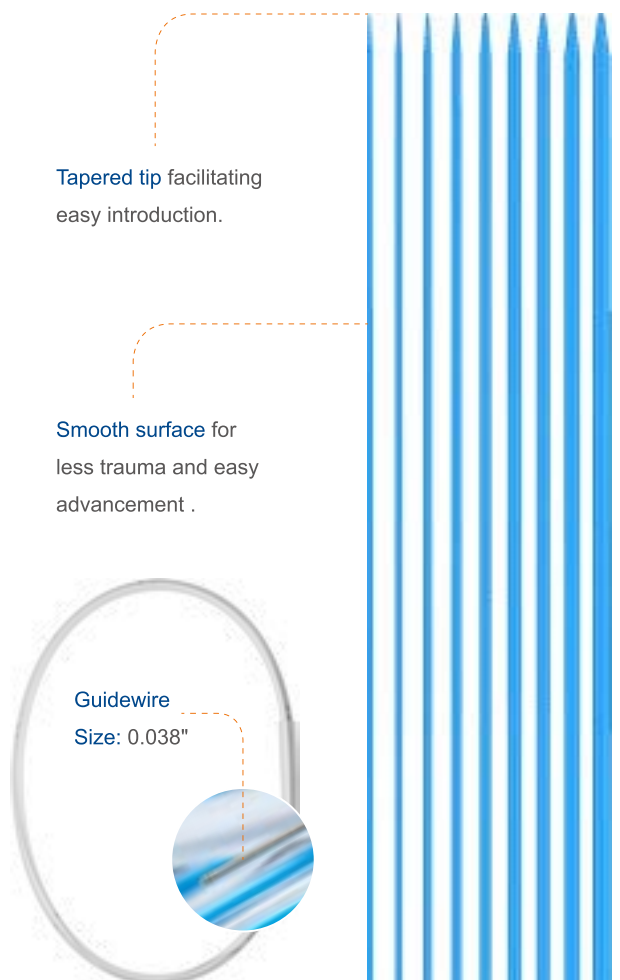 Tapered tip facilitating
easy introduction.
Smooth surface for
less trauma and easy
advancement .
Guidewire
Size: 0.038"